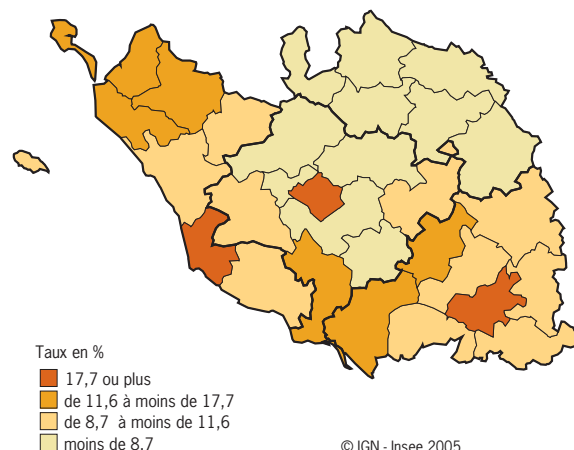 Taux en %
17,7 ou plus
de 11,6 à moins de 17,7
de 8,7 à moins de 11,6
moins de 8,7
© IGN - Insee 2005